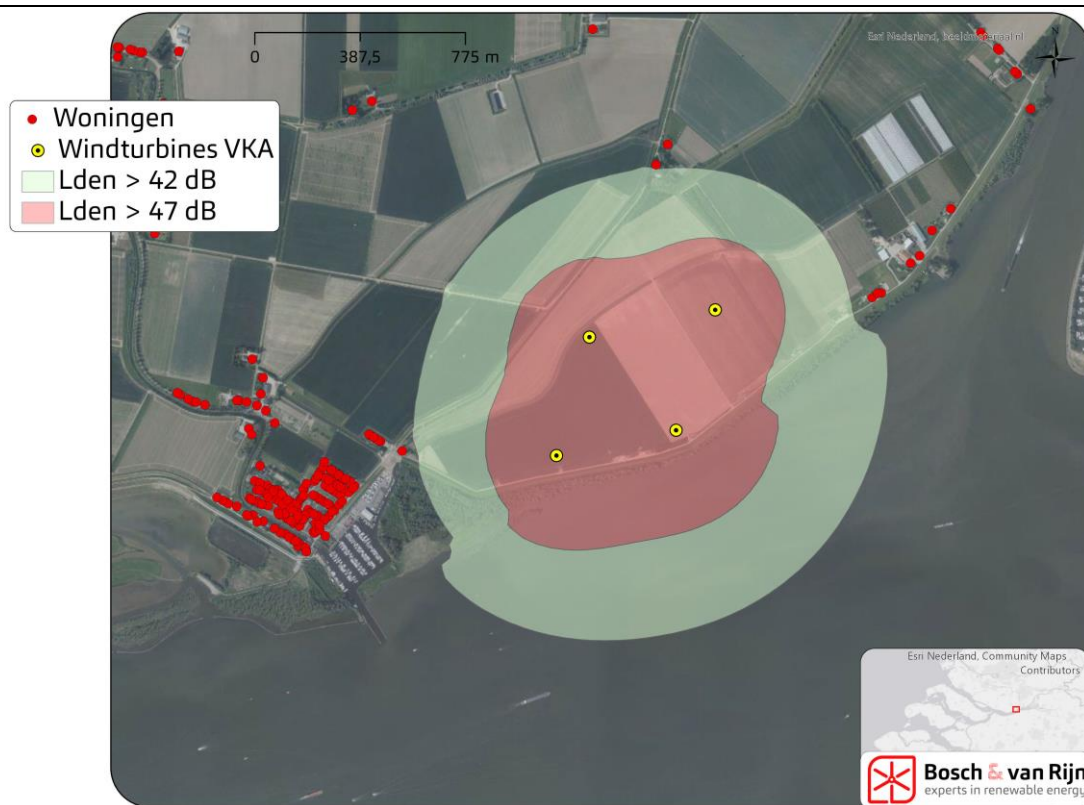 Esri Nederland, beeldmateriaal.nl
N
0 387,5 775 m
Woningen
Windturbines VKA
Lden > 42 dB
Lden > 47 dB
Esri Nederland, Community Maps
Contributors
Bosch & van Rijn
experts in renewable energy